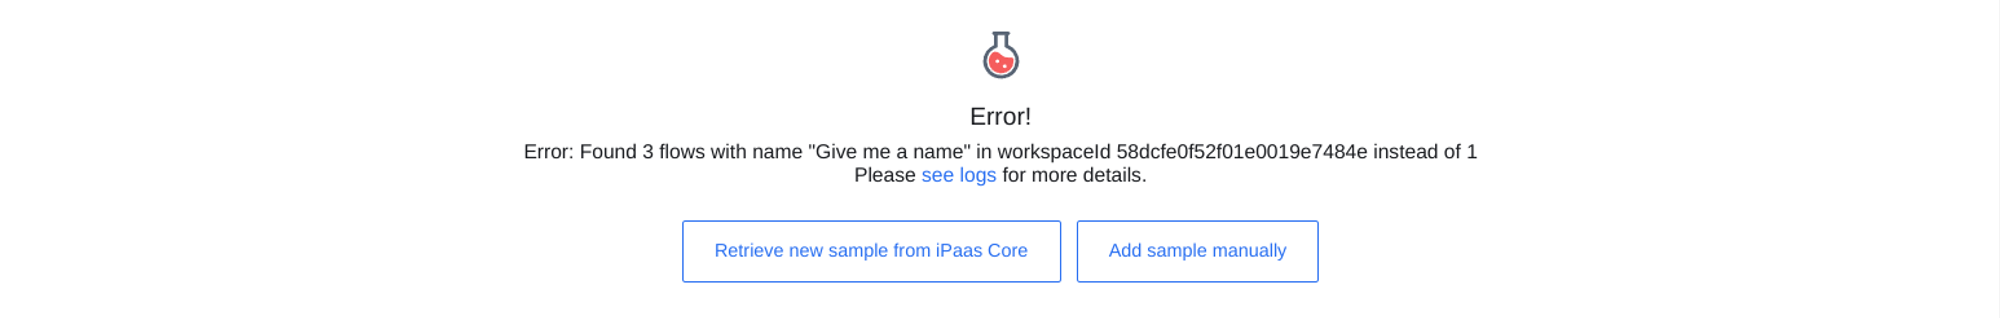 Error!
Error: Found 3 flows with name "Give me a name" in workspaceId 58dcfe0f52f01e0019e7484e instead of 1
Please see logs for more details.
Retrieve new sample from iPaas Core
Add sample manually